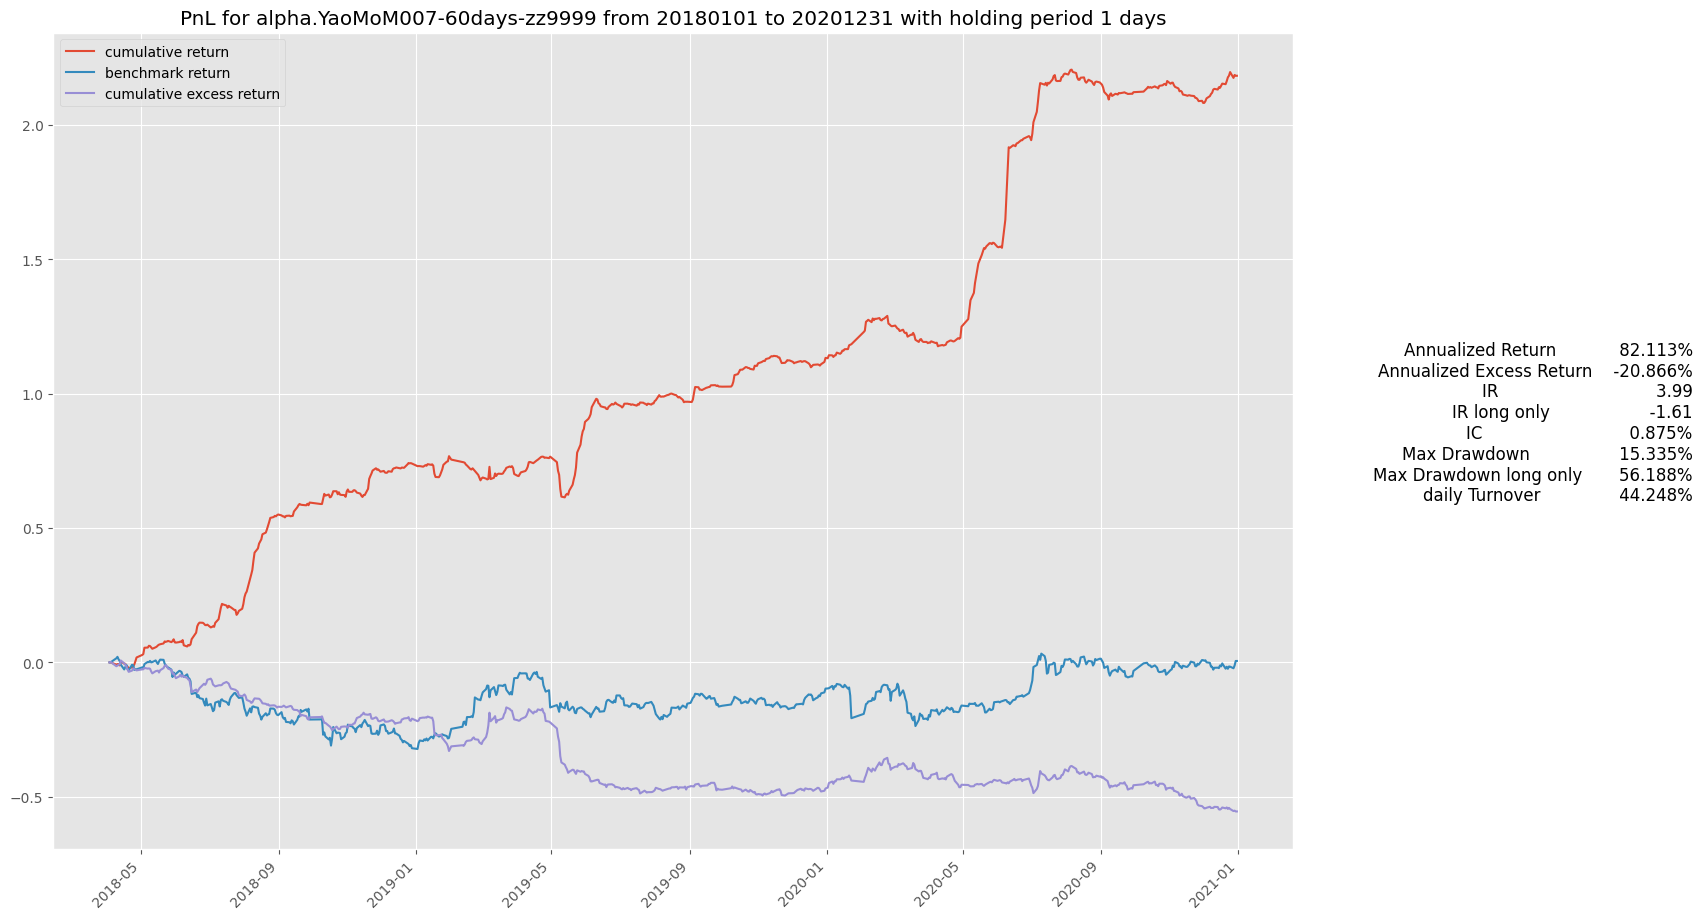 PnL for alpha.YaoMoM007-60days-zz9999 from 20180101 to 20201231 with holding period 1 days
cumulative return
benchmark return
cumulative excess return
2.0
1.5
1.0
0.5
0.0
−0.5
2018-05
2018-09
2019-01
2019-05
2019-09
2020-01
2020-05
2020-09
2021-01
Annualized Return 82.113%
Annualized Excess Return -20.866%
IR 3.99
IR long only -1.61
IC 0.875%
Max Drawdown 15.335%
Max Drawdown long only 56.188%
daily Turnover 44.248%